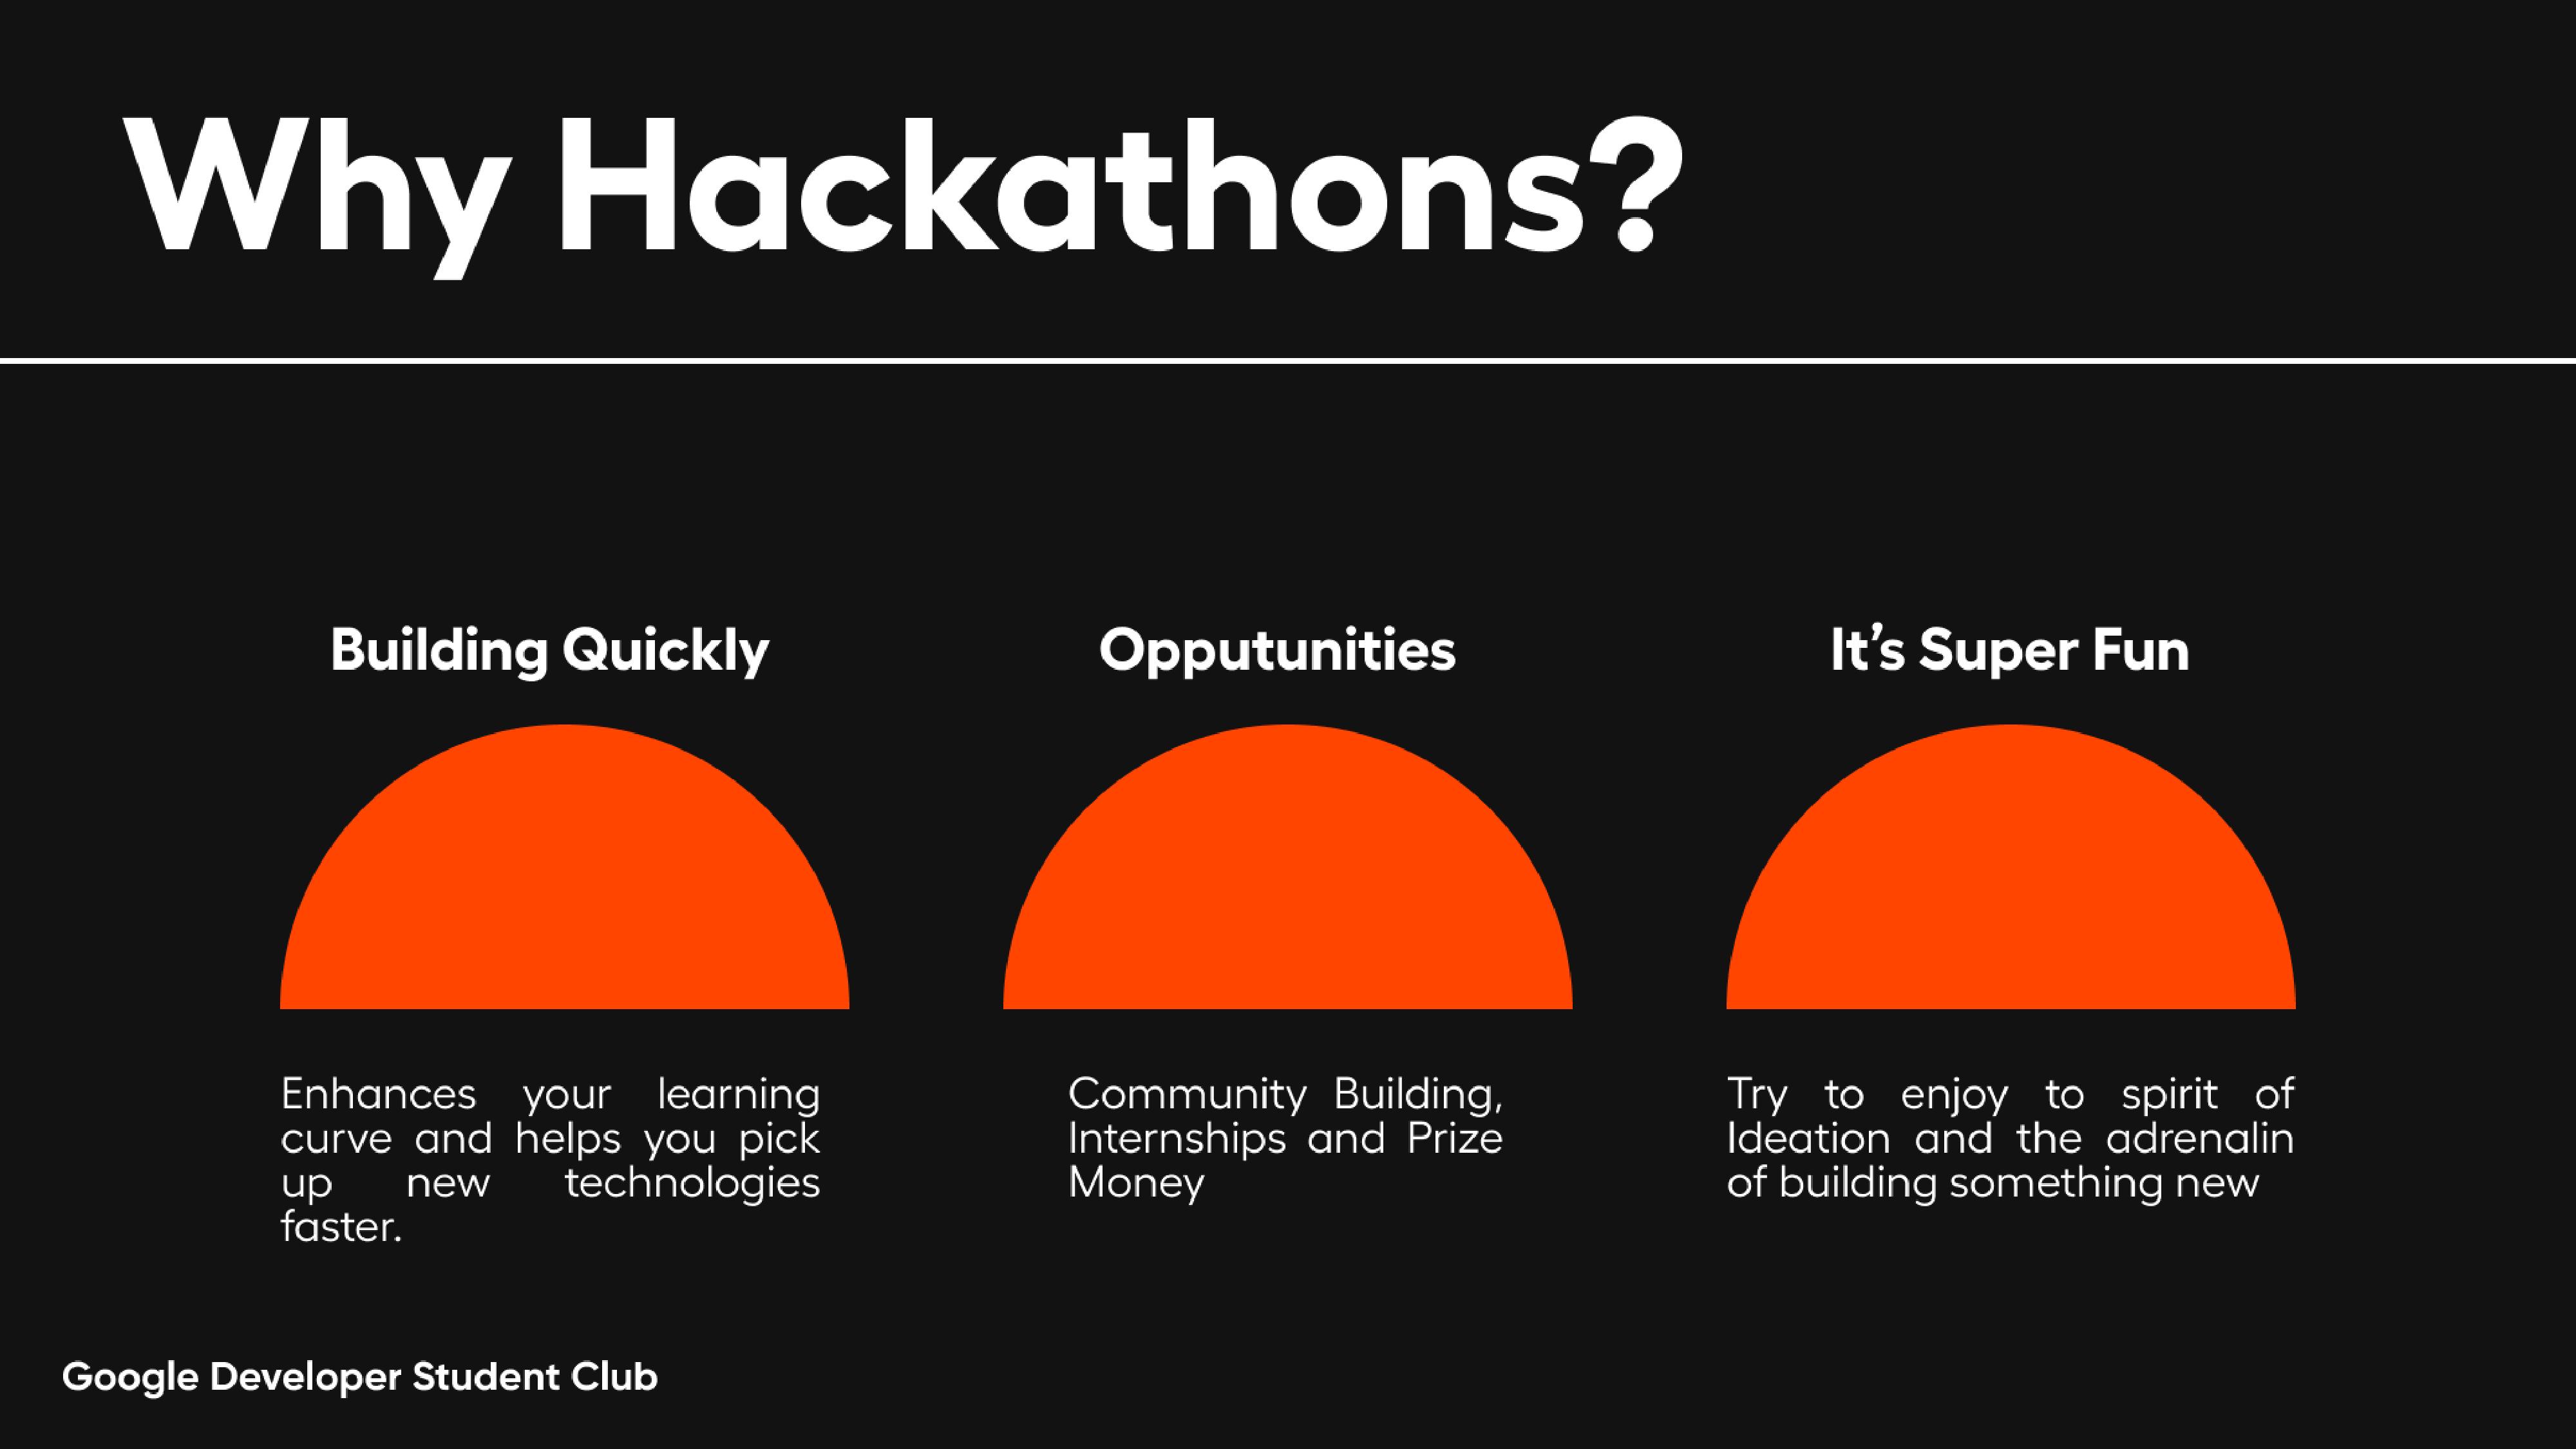 Why Hackathons?
Building Quickly
Opputunities
It’s Super Fun
Enhances your learning
curve and helps you pick
up new technologies
faster.
Community Building,
Internships and Prize
Money
Try to enjoy to spirit of
Ideation and the adrenalin
of building something new
Google Developer Student Club